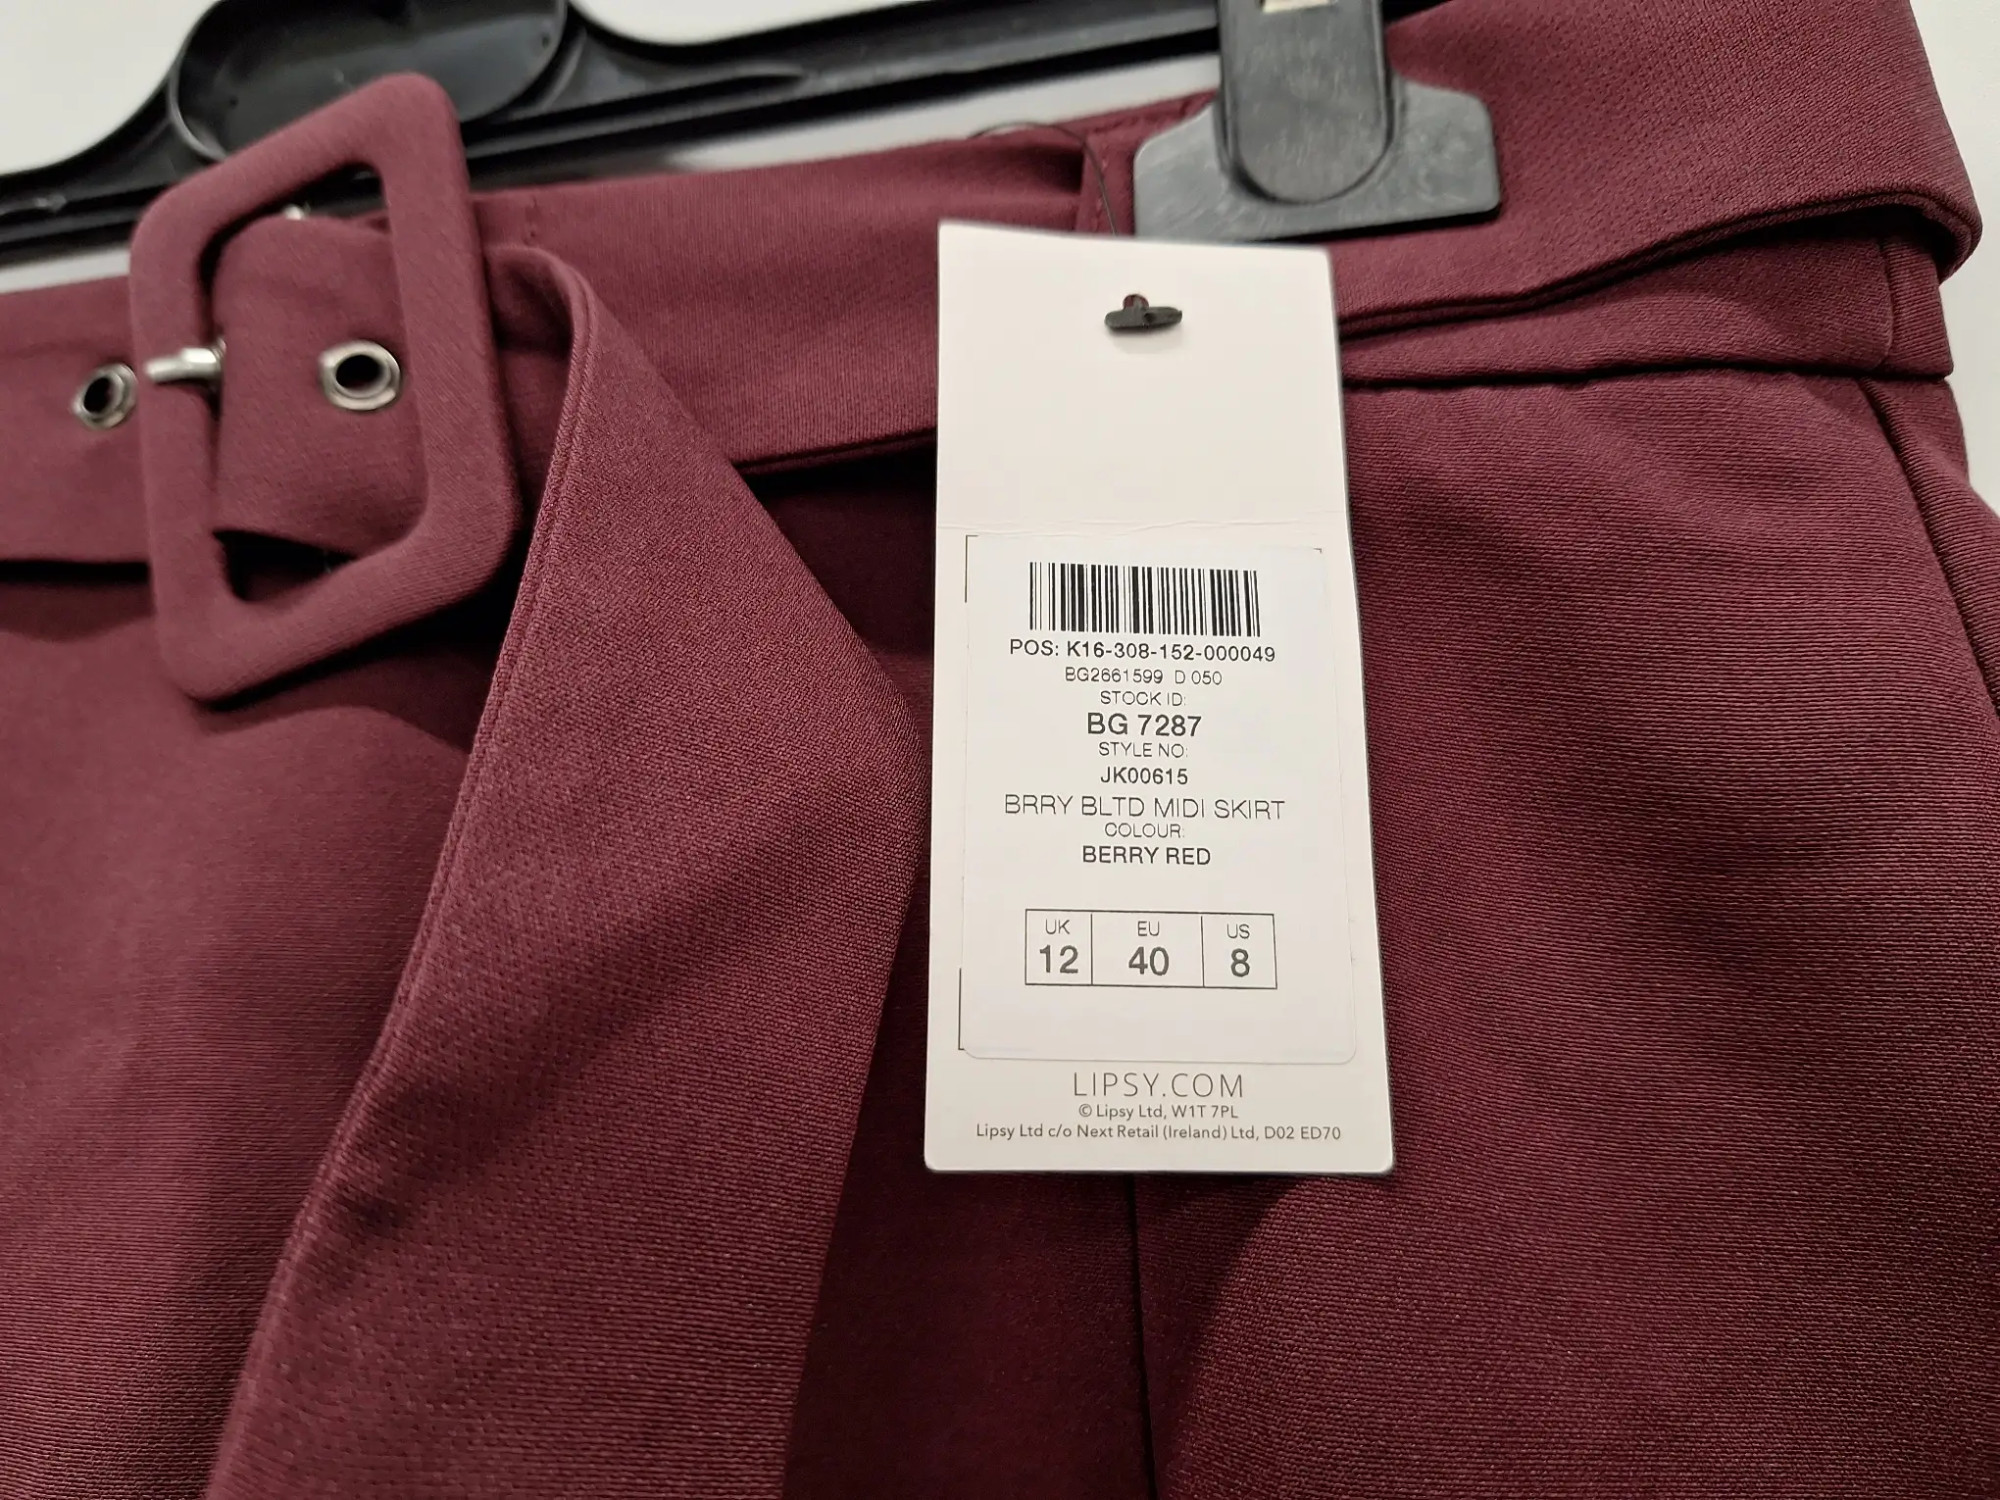 POS: K16-308-152-000049
BG2661599 D 050
STOCK ID:
BG 7287
STYLE NO:
JK00615
BRRY BLTD MIDI SKIRT
COLOUR:
BERRY RED
UK EU US
12 40 8
LIPSY.COM
© Lipsy Ltd, W1T 7PL
Lipsy Ltd c/o Next Retail (Ireland) Ltd, D02 ED70